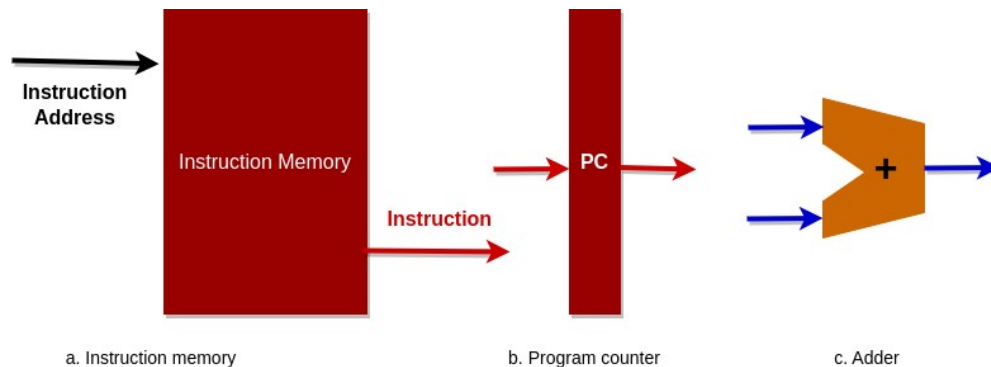 Instruction
Address
Instruction Memory
Instruction
PC
+
a. Instruction memory
b. Program counter
c. Adder